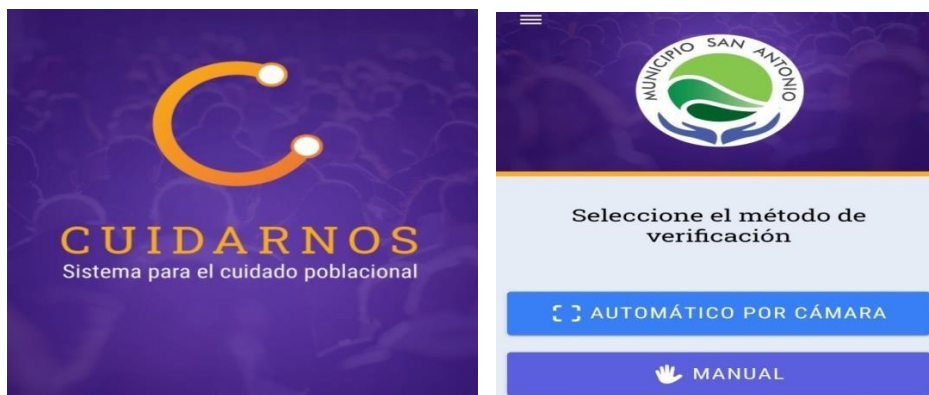 CUIDARNOS
Sistema para el cuidado poblacional
MUNICIPIO SAN ANTONIO
Seleccione el método de
verificación
AUTOMÁTICO POR CÁMARA
MANUAL